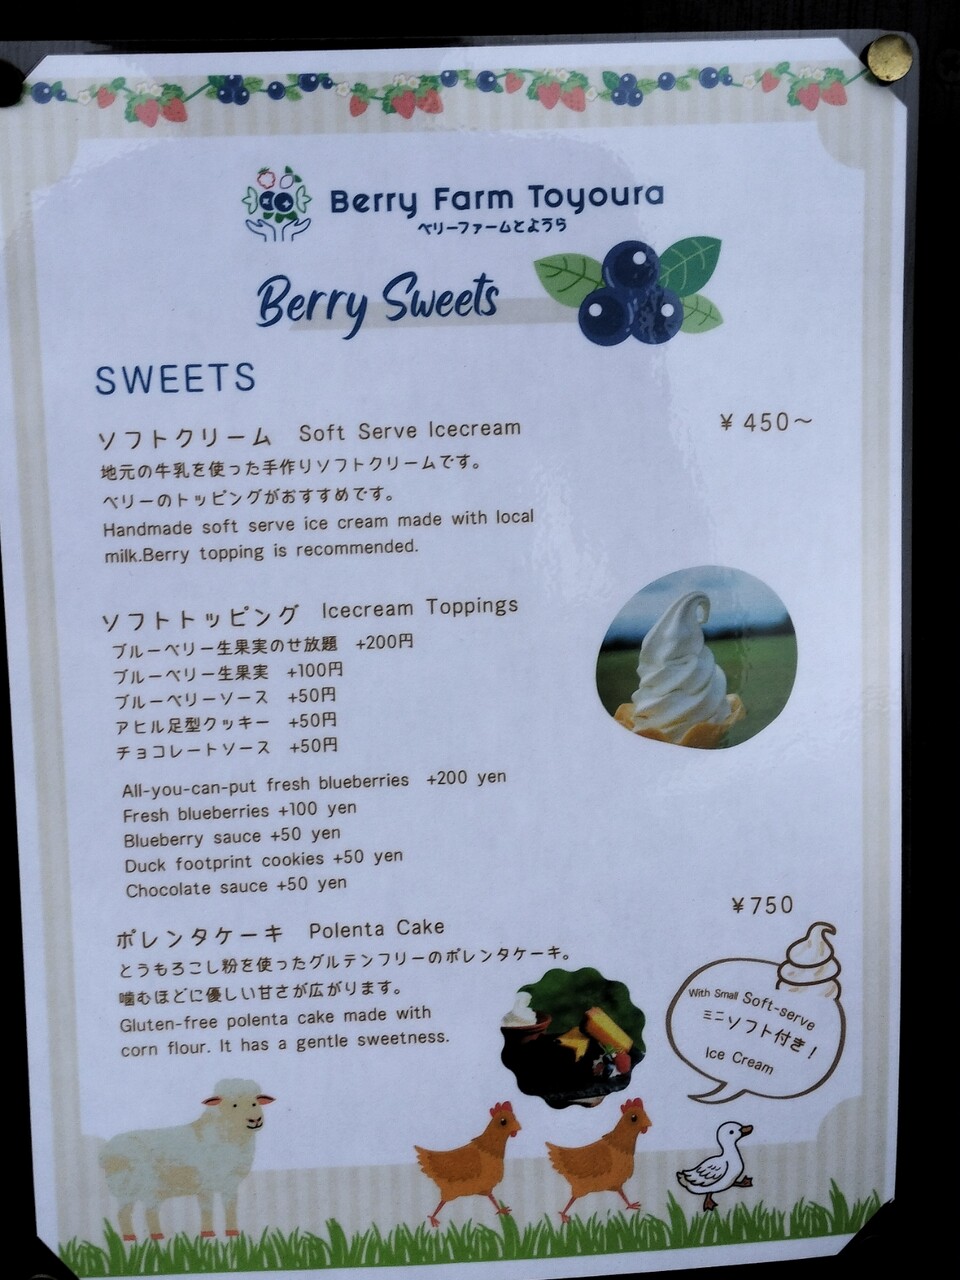 Berry Farm Toyoura
ベリーファームとようら
Berry Sweets
SWEETS
ソフトクリーム Soft Serve Icecream ¥450～
地元の牛乳を使った手作りソフトクリームです。
ベリーのトッピングがおすすめです。
Handmade soft serve ice cream made with local
milk.Berry topping is recommended.
ソフトトッピング Icecream Toppings
ブルーベリー生果実のせ放題 +200円
ブルーベリー生果実 +100円
ブルーベリーソース +50円
アヒル足型クッキー +50円
チョコレートソース +50円
All-you-can-put fresh blueberries +200 yen
Fresh blueberries +100 yen
Blueberry sauce +50 yen
Duck footprint cookies +50 yen
Chocolate sauce +50 yen
ポレンタケーキ Polenta Cake ¥750
とうもろこし粉を使ったグルテンフリーのポレンタケーキ。
噛むほどに優しい甘さが広がります。
Gluten-free polenta cake made with
corn flour. It has a gentle sweetness.
With Small Soft-serve
ミニソフト付き！
Ice Cream